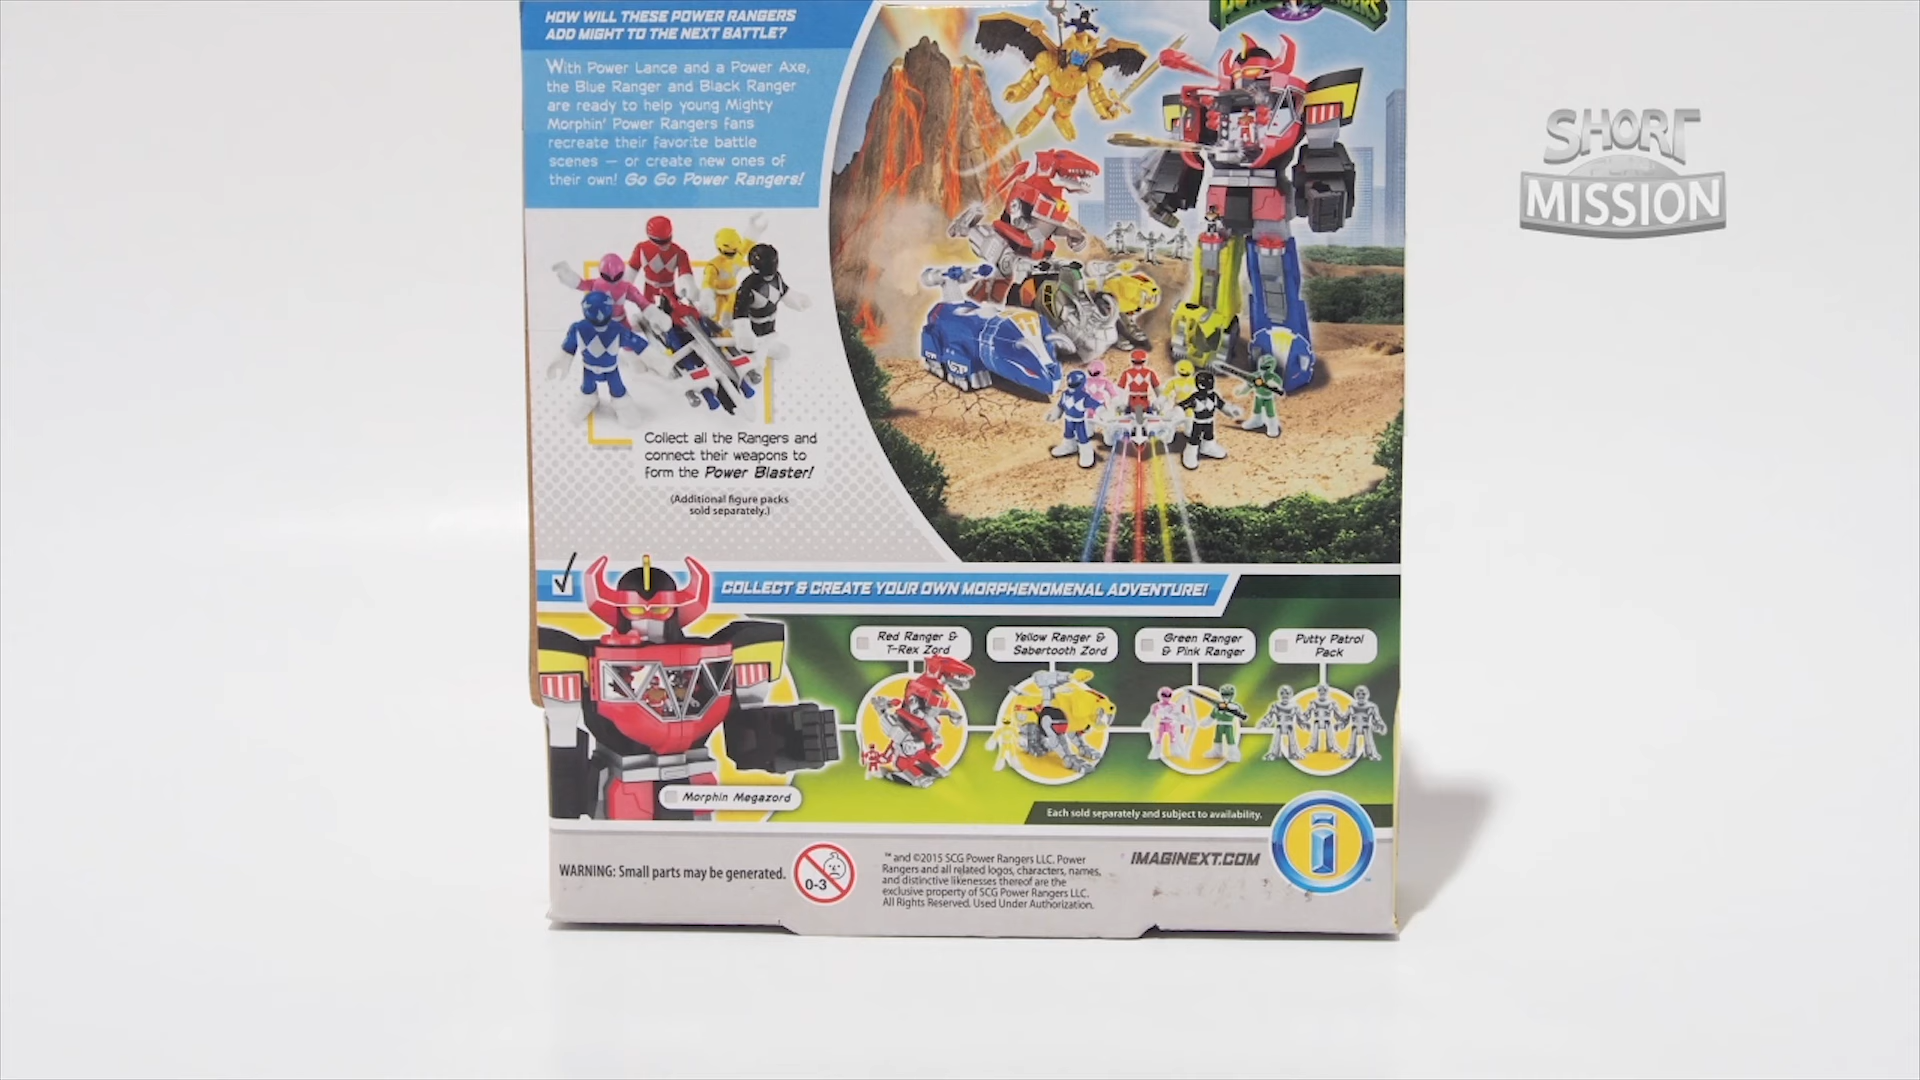 HOW WILL THESE POWER RANGERS
ADD MIGHT TO THE NEXT BATTLE?
With Power Lance and a Power Axe,
the Blue Ranger and Black Ranger
are ready to help young Mighty
Morphin' Power Rangers fans
recreate their favorite battle
scenes – or create new ones of
their own! Go Go Power Rangers!
SHORT
MISSION
Collect all the Rangers and
connect their weapons to
form the Power Blaster!
(Additional figure packs
sold separately.)
COLLECT & CREATE YOUR OWN MORPHENOMENAL ADVENTURE!
Red Ranger &
T-Rex Zord
Yellow Ranger &
Sabertooth Zord
Green Ranger
& Pink Ranger
Putty Patrol
Pack
Morphin Megazord
Each sold separately and subject to availability.
WARNING: Small parts may be generated.
0-3
™ and ©2015 SCG Power Rangers LLC. Power
Rangers and all related logos, characters, names,
and distinctive likenesses thereof are the
exclusive property of SCG Power Rangers LLC.
All Rights Reserved. Used Under Authorization.
IMAGINEXT.COM